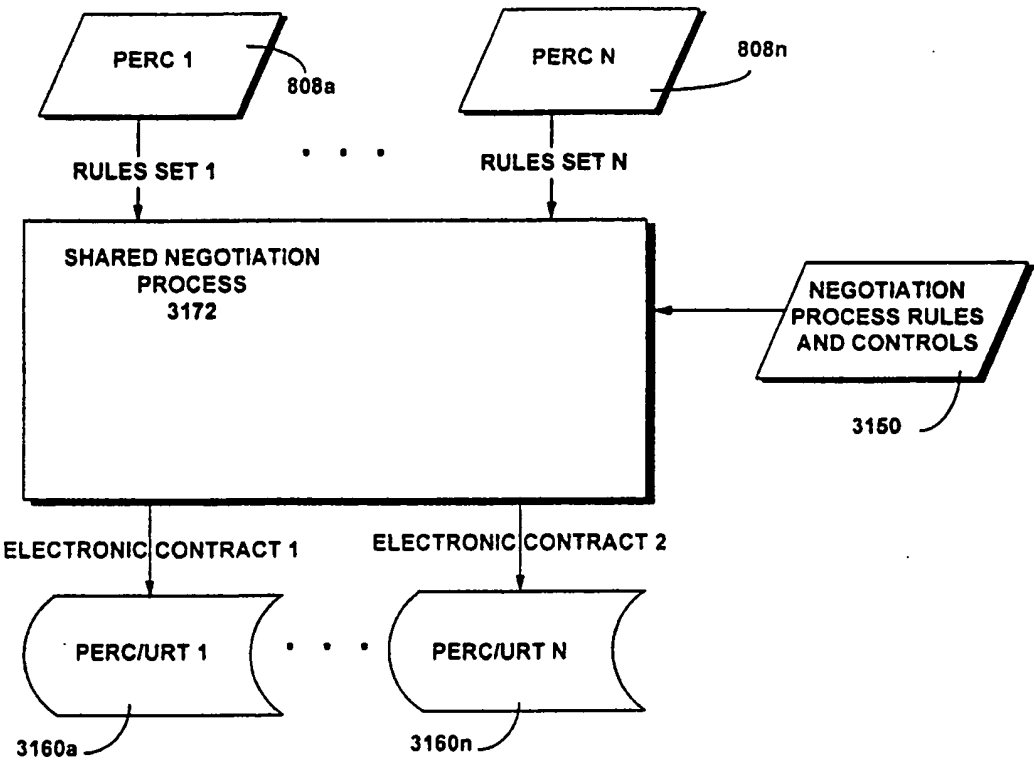 PERC 1
808a
PERC N
808n
RULES SET 1
. . .
RULES SET N
SHARED NEGOTIATION
PROCESS
3172
NEGOTIATION
PROCESS RULES
AND CONTROLS
3150
ELECTRONIC CONTRACT 1
ELECTRONIC CONTRACT 2
PERC/URT 1
. . .
PERC/URT N
3160a
3160n